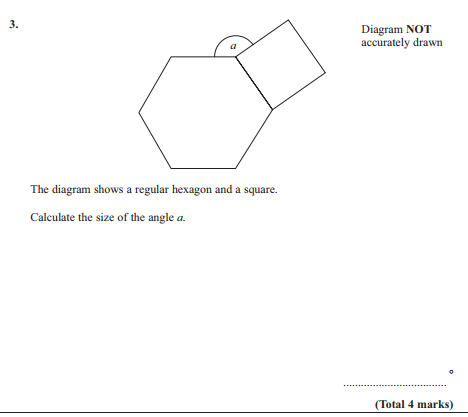 3.
Diagram NOT
accurately drawn
a
The diagram shows a regular hexagon and a square.
Calculate the size of the angle a.
..................................°
(Total 4 marks)